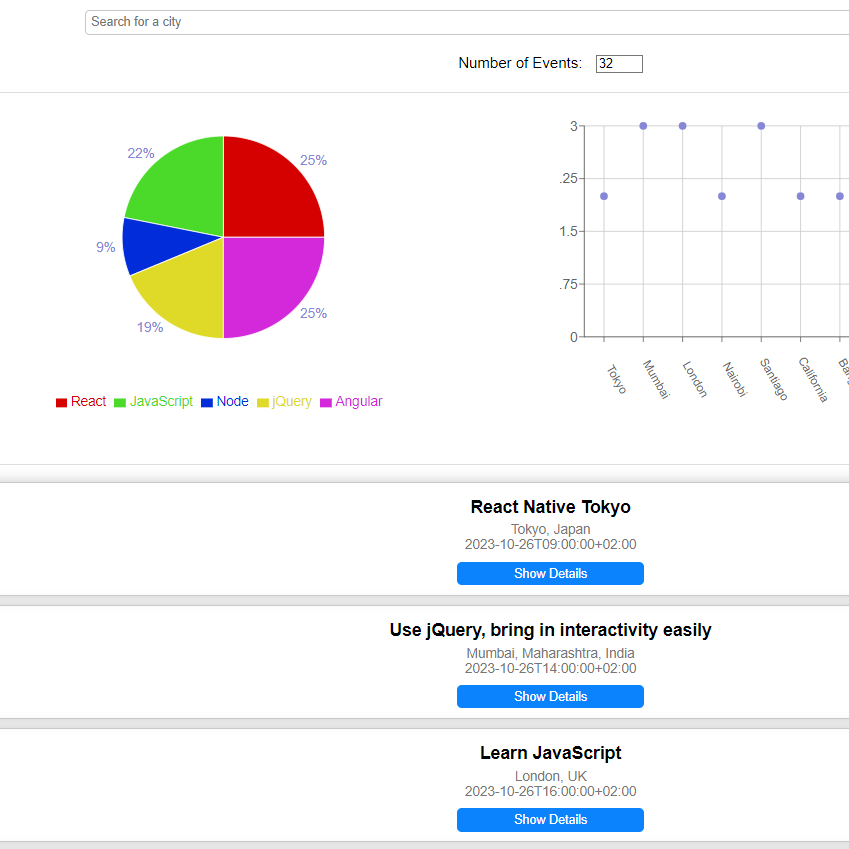 Search for a city
Number of Events: 32
22%
25%
9%
19%
25%
React JavaScript Node jQuery Angular
3
.25
1.5
.75
0
Tokyo
Mumbai
London
Nairobi
Santiago
California
React Native Tokyo
Tokyo, Japan
2023-10-26T09:00:00+02:00
Show Details
Use jQuery, bring in interactivity easily
Mumbai, Maharashtra, India
2023-10-26T14:00:00+02:00
Show Details
Learn JavaScript
London, UK
2023-10-26T16:00:00+02:00
Show Details